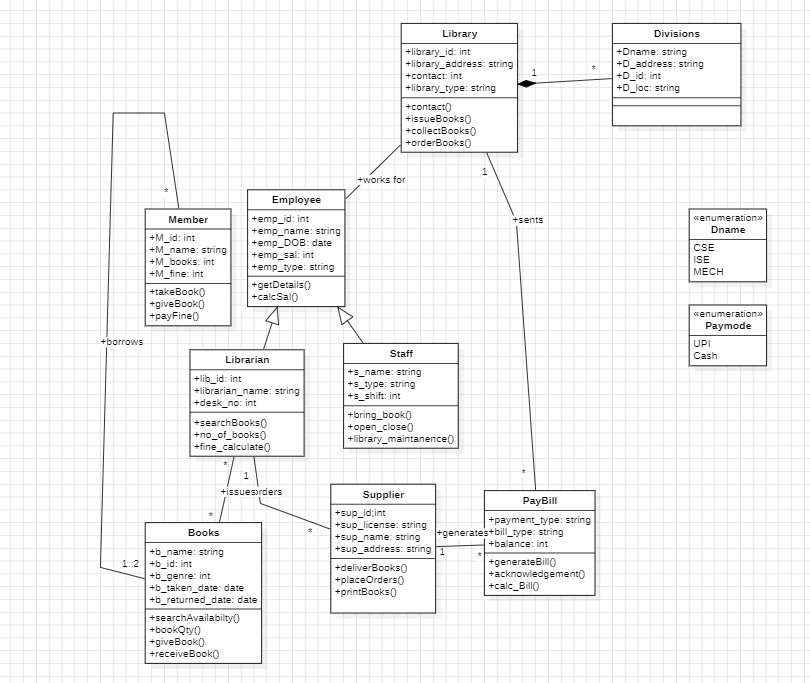 Library
+library_id: int
+library_address: string
+contact: int
+library_type: string
+contact()
+issueBooks()
+collectBooks()
+orderBooks()
1
*
Divisions
+Dname: string
+D_address: string
+D_id: int
+D_loc: string
*
+works for
1
+sents
Member
+M_id: int
+M_name: string
+M_books: int
+M_fine: int
+takeBook()
+giveBook()
+payFine()
Employee
+emp_id: int
+emp_name: string
+emp_DOB: date
+emp_sal: int
+emp_type: string
+getDetails()
+calcSal()
«enumeration»
Dname
CSE
ISE
MECH
«enumeration»
Paymode
UPI
Cash
+borrows
Librarian
+lib_id: int
+librarian_name: string
+desk_no: int
+searchBooks()
+no_of_books()
+fine_calculate()
Staff
+s_name: string
+s_type: string
+s_shift: int
+bring_book()
+open_close()
+library_maintanence()
*
1
+issues
orders
*
*
*
1..2
Books
+b_name: string
+b_id: int
+b_genre: int
+b_taken_date: date
+b_returned_date: date
+searchAvailabilty()
+bookQty()
+giveBook()
+receiveBook()
Supplier
+sup_id;int
+sup_license: string
+sup_name: string
+sup_address: string
+deliverBooks()
+placeOrders()
+printBooks()
+generates
1
*
PayBill
+payment_type: string
+bill_type: string
+balance: int
+generateBill()
+acknowledgement()
+calc_Bill()